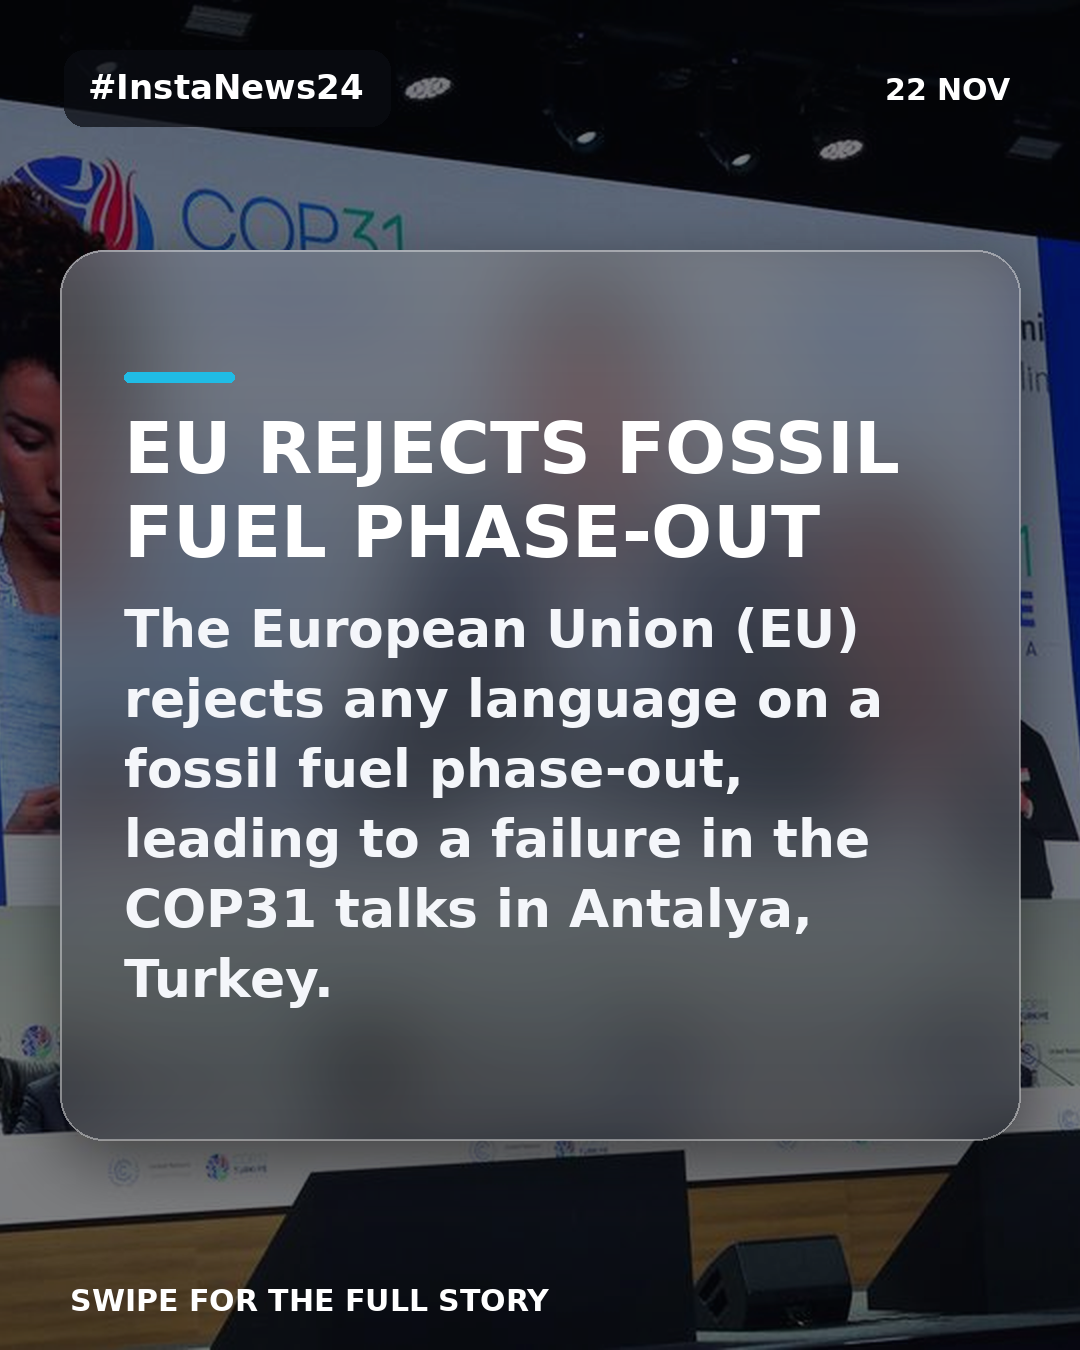 #InstaNews24
22 NOV
COP31
EU REJECTS FOSSIL
FUEL PHASE-OUT
The European Union (EU)
rejects any language on a
fossil fuel phase-out,
leading to a failure in the
COP31 talks in Antalya,
Turkey.
SWIPE FOR THE FULL STORY